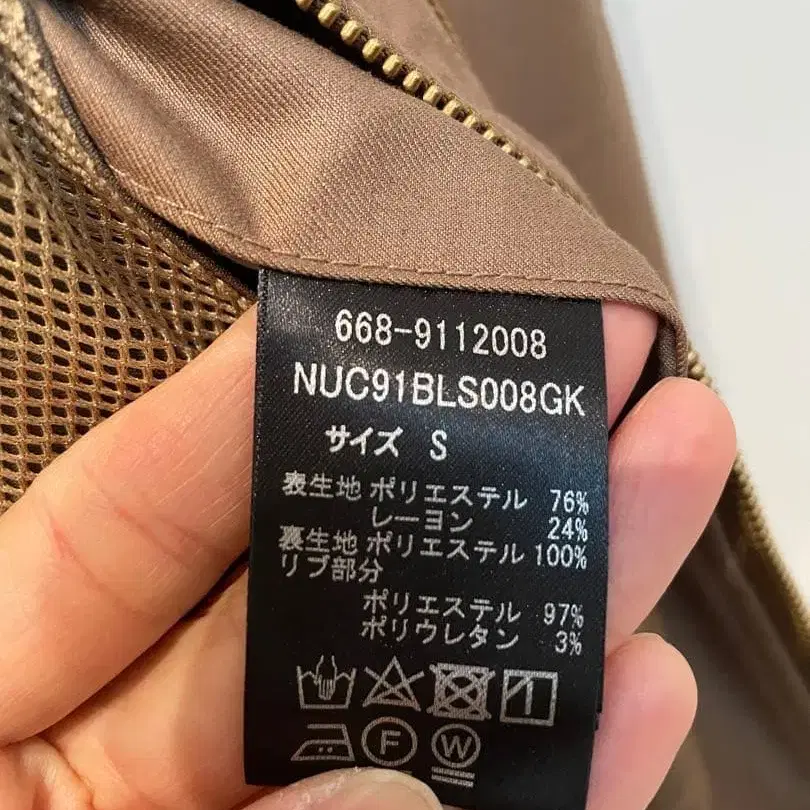 668-9112008
NUC91BLS008GK
サイズ S
表生地 ポリエステル 76%
レーヨン 24%
裏生地 ポリエステル 100%
リブ部分
ポリエステル 97%
ポリウレタン 3%
F W